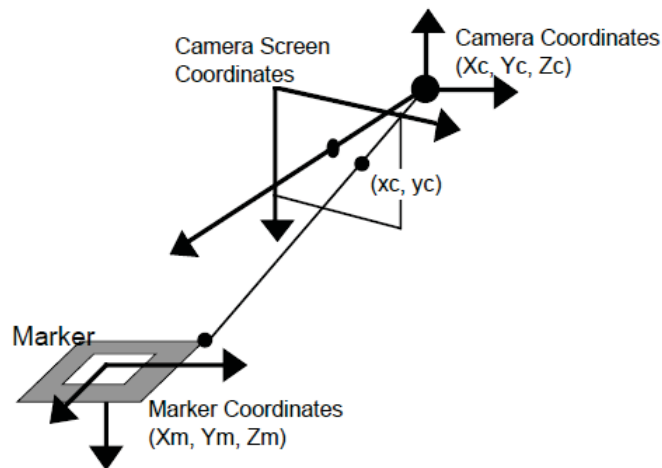 Camera Screen
Coordinates
Camera Coordinates
(Xc, Yc, Zc)
(xc, yc)
Marker
Marker Coordinates
(Xm, Ym, Zm)